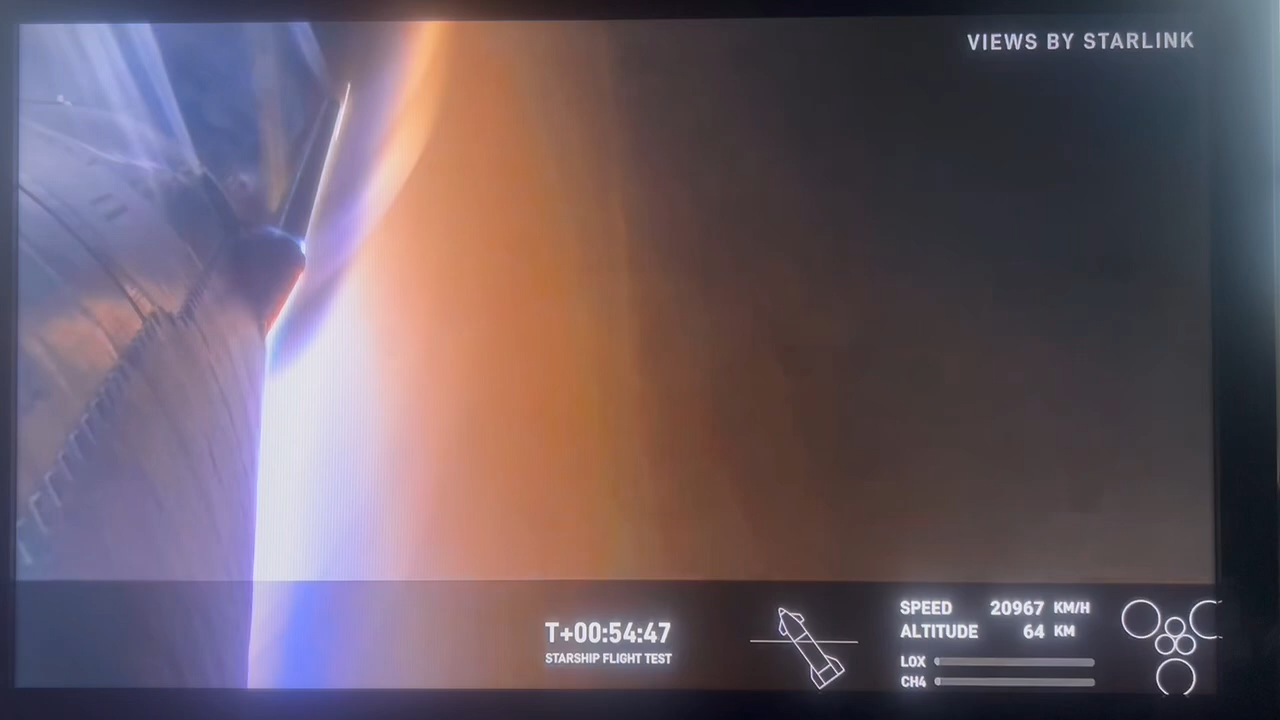 VIEWS BY STARLINK
T+00:54:47
STARSHIP FLIGHT TEST
SPEED 20967 KM/H
ALTITUDE 64 KM
LOX
CH4